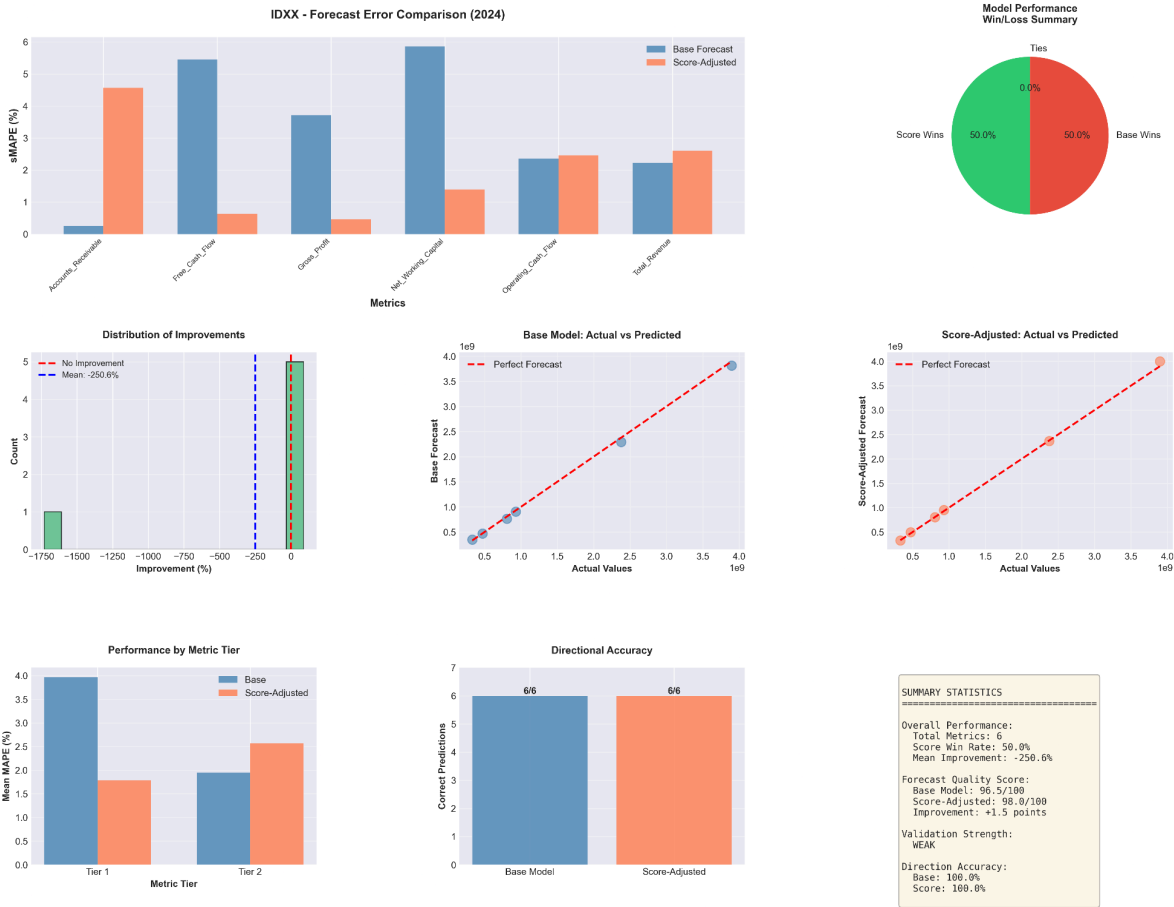 IDXX - Forecast Error Comparison (2024)
sMAPE (%)
6
5
4
3
2
1
0
Base Forecast
Score-Adjusted
Accounts_Receivable
Free_Cash_Flow
Gross_Profit
Net_Working_Capital
Operating_Cash_Flow
Total_Revenue
Metrics
Model Performance
Win/Loss Summary
Ties
0.0%
Score Wins
50.0%
50.0%
Base Wins
Distribution of Improvements
Count
5
4
3
2
1
0
No Improvement
Mean: -250.6%
−1750 −1500 −1250 −1000 −750 −500 −250 0
Improvement (%)
Base Model: Actual vs Predicted
1e9
Base Forecast
4.0
3.5
3.0
2.5
2.0
1.5
1.0
0.5
Perfect Forecast
0.5 1.0 1.5 2.0 2.5 3.0 3.5 4.0
1e9
Actual Values
Score-Adjusted: Actual vs Predicted
1e9
Score-Adjusted Forecast
4.0
3.5
3.0
2.5
2.0
1.5
1.0
0.5
Perfect Forecast
0.5 1.0 1.5 2.0 2.5 3.0 3.5 4.0
1e9
Actual Values
Performance by Metric Tier
Mean MAPE (%)
4.0
3.5
3.0
2.5
2.0
1.5
1.0
0.5
0.0
Base
Score-Adjusted
Tier 1 Tier 2
Metric Tier
Directional Accuracy
Correct Predictions
7
6
5
4
3
2
1
0
6/6 6/6
Base Model Score-Adjusted
SUMMARY STATISTICS
===================================
Overall Performance:
Total Metrics: 6
Score Win Rate: 50.0%
Mean Improvement: -250.6%
Forecast Quality Score:
Base Model: 96.5/100
Score-Adjusted: 98.0/100
Improvement: +1.5 points
Validation Strength:
WEAK
Direction Accuracy:
Base: 100.0%
Score: 100.0%